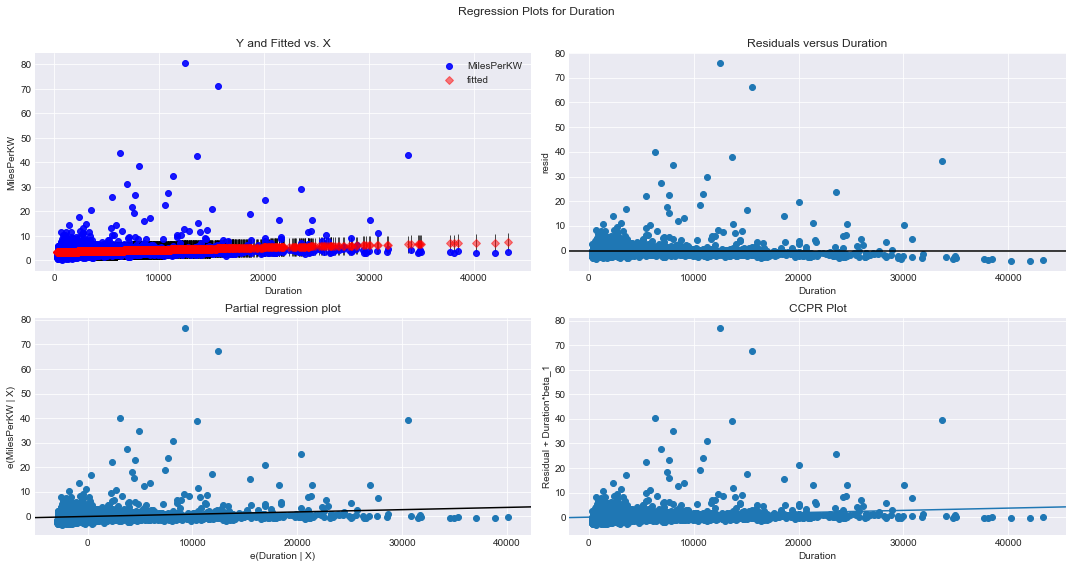 Regression Plots for Duration
Y and Fitted vs. X
MilesPerKW
80
70
60
50
40
30
20
10
0
MilesPerKW
fitted
0 10000 20000 30000 40000
Duration
Residuals versus Duration
resid
80
70
60
50
40
30
20
10
0
0 10000 20000 30000 40000
Duration
Partial regression plot
e(MilesPerKW | X)
80
70
60
50
40
30
20
10
0
0 10000 20000 30000 40000
e(Duration | X)
CCPR Plot
Residual + Duration*beta_1
80
70
60
50
40
30
20
10
0
0 10000 20000 30000 40000
Duration